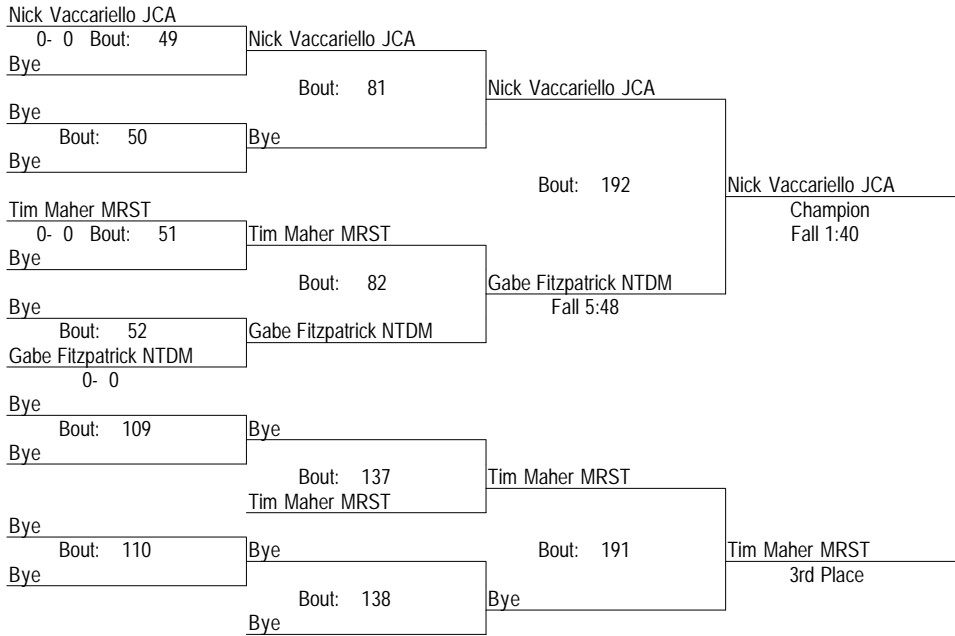 Nick Vaccariello JCA
0- 0 Bout: 49
Nick Vaccariello JCA
Bye
Bout: 81
Nick Vaccariello JCA
Bye
Bout: 50
Bye
Bye
Bout: 192
Nick Vaccariello JCA
Tim Maher MRST
Champion
0- 0 Bout: 51
Tim Maher MRST
Fall 1:40
Bye
Bout: 82
Gabe Fitzpatrick NTDM
Bye
Fall 5:48
Bout: 52
Gabe Fitzpatrick NTDM
Gabe Fitzpatrick NTDM
0- 0
Bye
Bout: 109
Bye
Bye
Bout: 137
Tim Maher MRST
Tim Maher MRST
Bye
Bout: 110
Bye
Bout: 191
Tim Maher MRST
Bye
3rd Place
Bout: 138
Bye
Bye